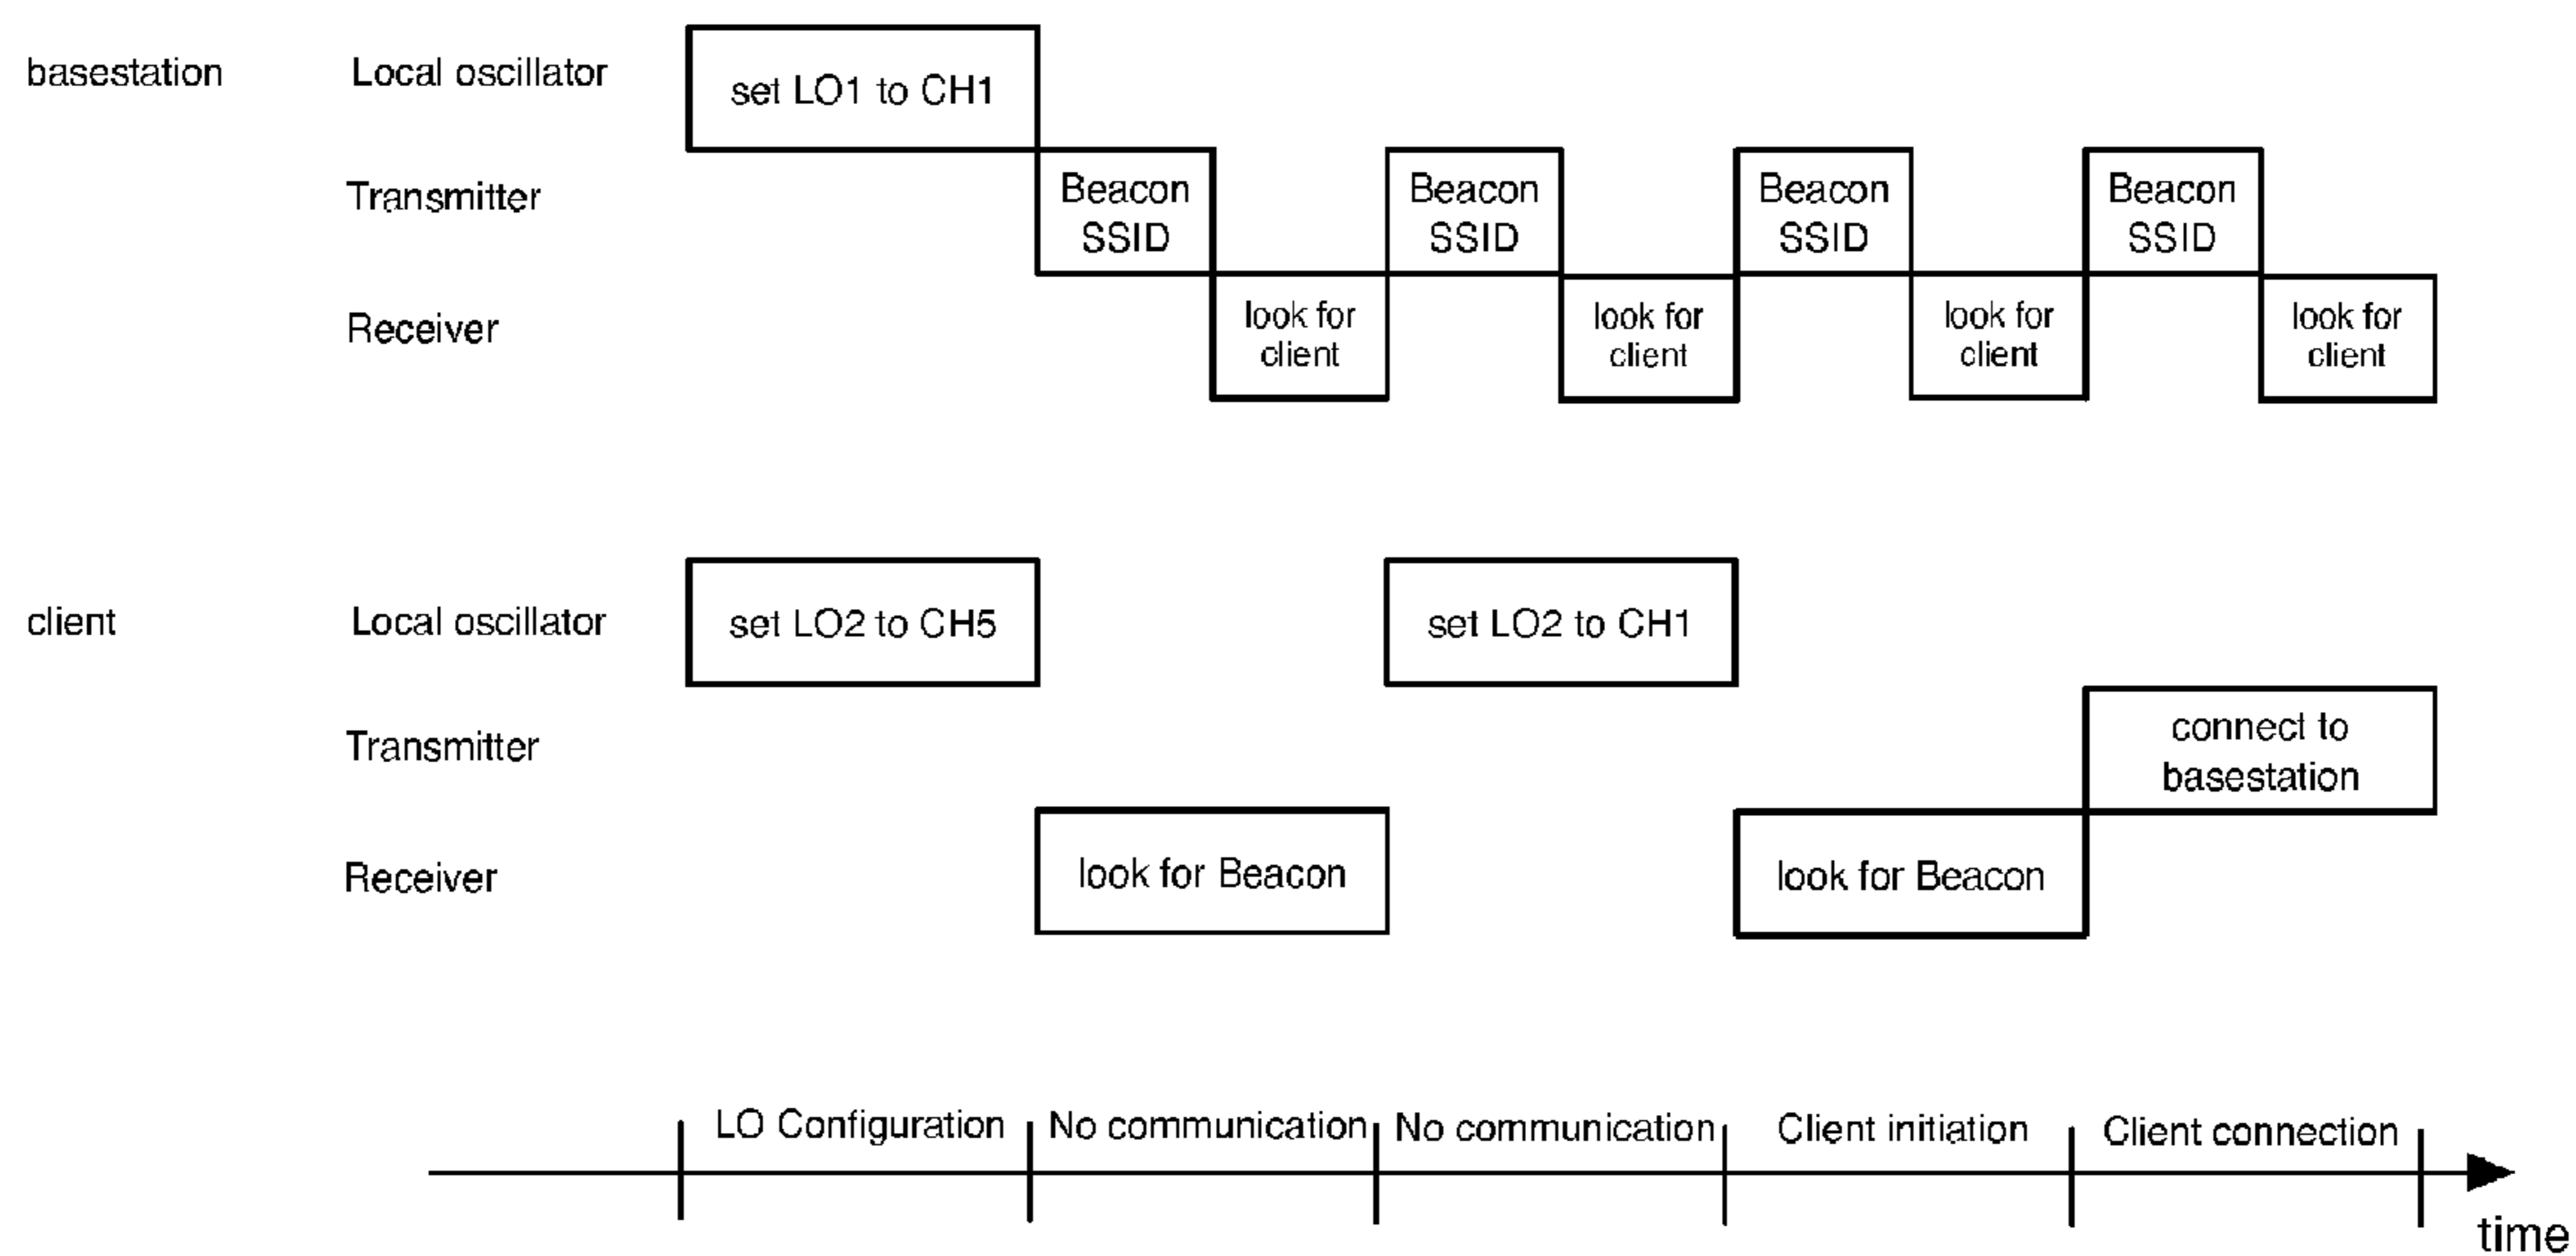 basestation
Local oscillator
set LO1 to CH1
Transmitter
Beacon
SSID
Beacon
SSID
Beacon
SSID
Beacon
SSID
Receiver
look for
client
look for
client
look for
client
look for
client
client
Local oscillator
set LO2 to CH5
set LO2 to CH1
Transmitter
connect to
basestation
Receiver
look for Beacon
look for Beacon
LO Configuration
No communication
No communication
Client initiation
Client connection
time